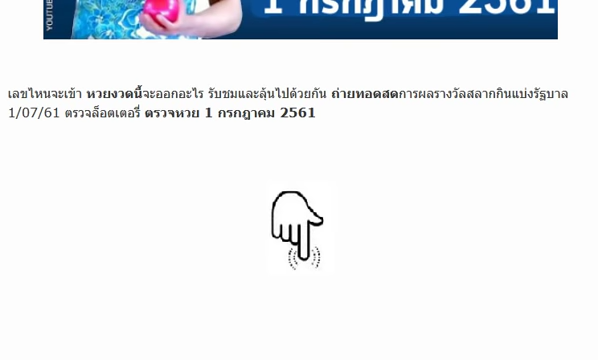 YOUTUBE
1 กรกฎาคม 2561
เลขไหนจะเข้า หวยงวดนี้จะออกอะไร รับชมและลุ้นไปด้วยกัน ถ่ายทอดสดการผลรางวัลสลากกินแบ่งรัฐบาล
1/07/61 ตรวจล็อตเตอรี่ ตรวจหวย 1 กรกฎาคม 2561